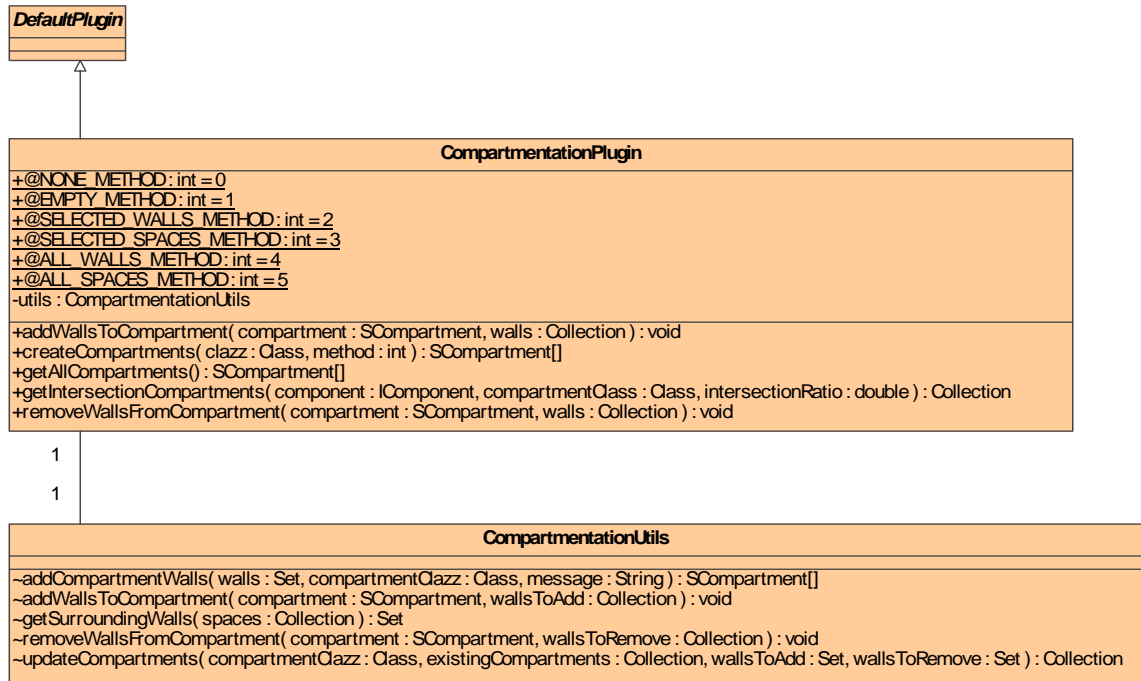 DefaultPlugin
CompartmentationPlugin
+@NONE_METHOD : int = 0
+@EMPTY_METHOD : int = 1
+@SELECTED_WALLS_METHOD : int = 2
+@SELECTED_SPACES_METHOD : int = 3
+@ALL_WALLS_METHOD : int = 4
+@ALL_SPACES_METHOD : int = 5
-utils : CompartmentationUtils
+addWallsToCompartment( compartment : SCompartment, walls : Collection ) : void
+createCompartments( clazz : Class, method : int ) : SCompartment[]
+getAllCompartments() : SCompartment[]
+getIntersectionCompartments( component : IComponent, compartmentClass : Class, intersectionRatio : double ) : Collection
+removeWallsFromCompartment( compartment : SCompartment, walls : Collection ) : void
1
1
CompartmentationUtils
~addCompartmentWalls( walls : Set, compartmentClazz : Class, message : String ) : SCompartment[]
~addWallsToCompartment( compartment : SCompartment, wallsToAdd : Collection ) : void
~getSurroundingWalls( spaces : Collection ) : Set
~removeWallsFromCompartment( compartment : SCompartment, wallsToRemove : Collection ) : void
~updateCompartments( compartmentClazz : Class, existingCompartments : Collection, wallsToAdd : Set, wallsToRemove : Set ) : Collection